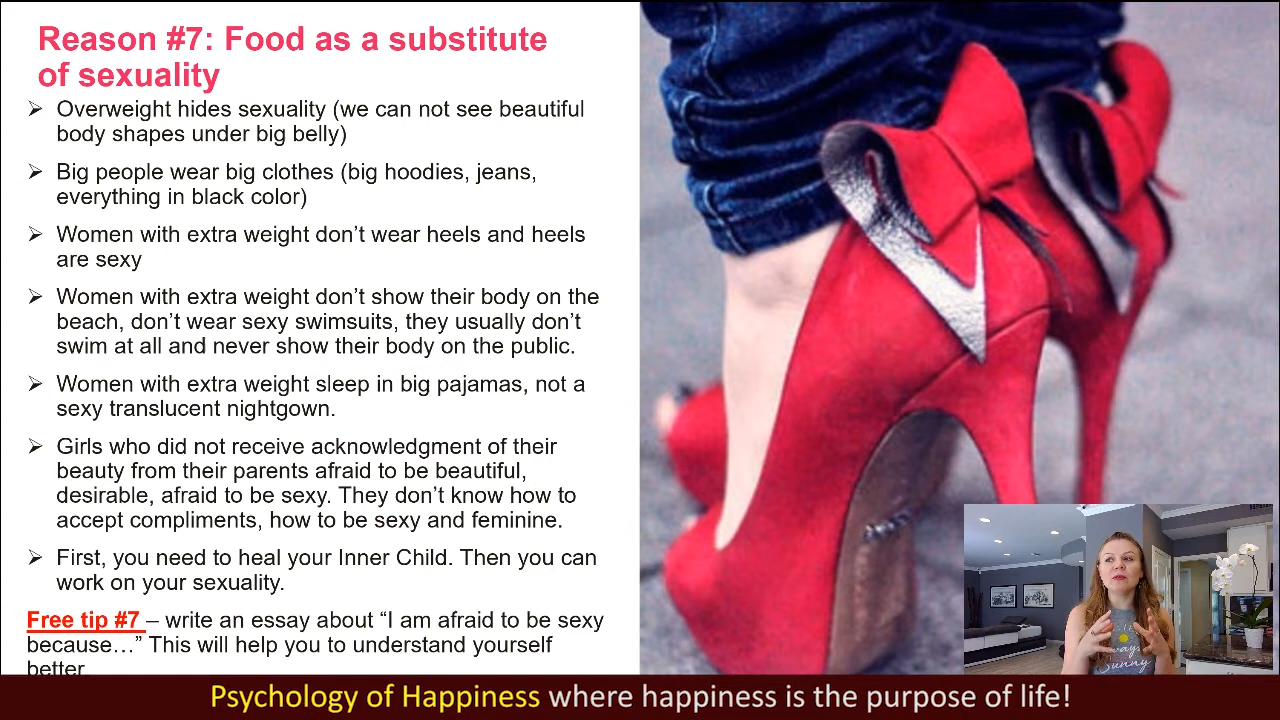 Reason #7: Food as a substitute
of sexuality
➢ Overweight hides sexuality (we can not see beautiful
body shapes under big belly)
➢ Big people wear big clothes (big hoodies, jeans,
everything in black color)
➢ Women with extra weight don’t wear heels and heels
are sexy
➢ Women with extra weight don’t show their body on the
beach, don’t wear sexy swimsuits, they usually don’t
swim at all and never show their body on the public.
➢ Women with extra weight sleep in big pajamas, not a
sexy translucent nightgown.
➢ Girls who did not receive acknowledgment of their
beauty from their parents afraid to be beautiful,
desirable, afraid to be sexy. They don’t know how to
accept compliments, how to be sexy and feminine.
➢ First, you need to heal your Inner Child. Then you can
work on your sexuality.
Free tip #7 – write an essay about “I am afraid to be sexy
because…” This will help you to understand yourself
better.
Sunny
Psychology of Happiness where happiness is the purpose of life!